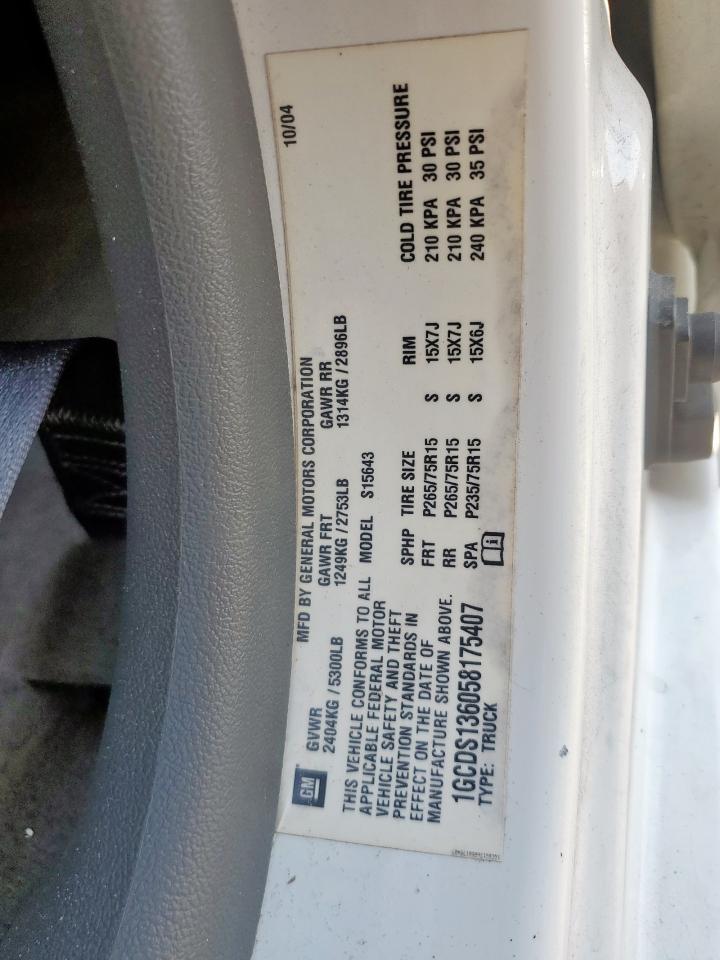 GM
MFD BY GENERAL MOTORS CORPORATION 10/04
GVWR GAWR FRT GAWR RR
2404KG / 5300LB 1249KG / 2753LB 1314KG / 2896LB
THIS VEHICLE CONFORMS TO ALL MODEL S15643
APPLICABLE FEDERAL MOTOR
VEHICLE SAFETY AND THEFT
PREVENTION STANDARDS IN
EFFECT ON THE DATE OF
MANUFACTURE SHOWN ABOVE.
1GCDS136058175407
TYPE: TRUCK
SPHP TIRE SIZE RIM COLD TIRE PRESSURE
FRT P265/75R15 S 15X7J 210 KPA 30 PSI
RR P265/75R15 S 15X7J 210 KPA 30 PSI
SPA P235/75R15 S 15X6J 240 KPA 35 PSI